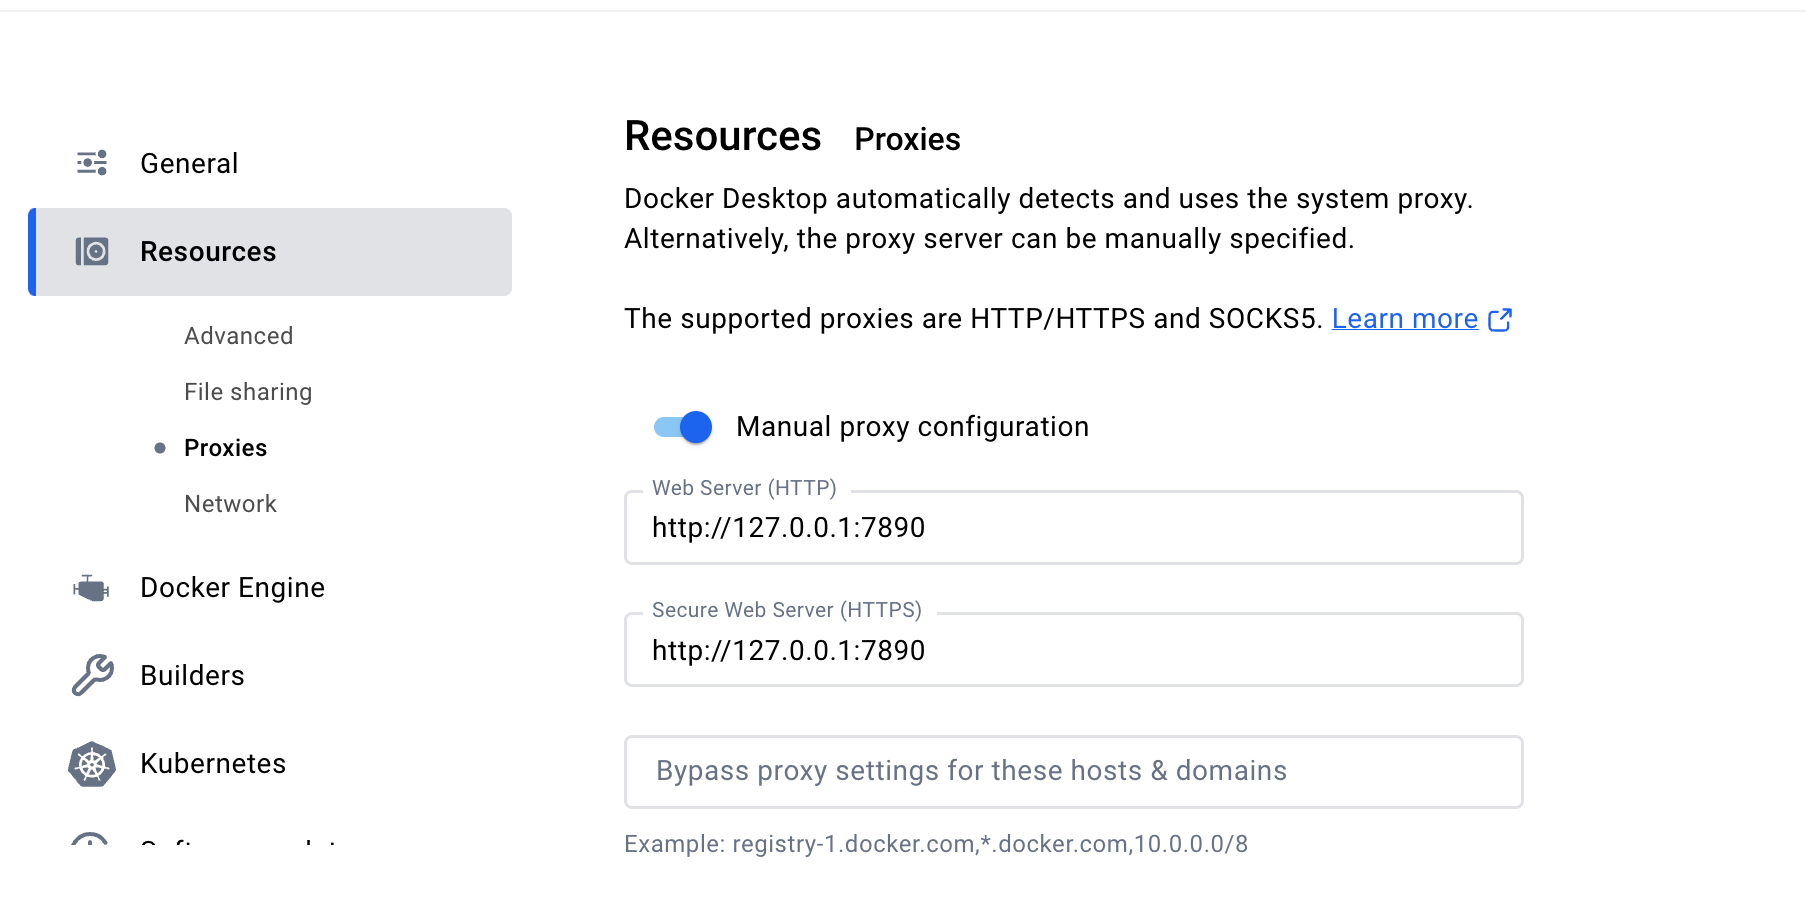 General
Resources
Advanced
File sharing
Proxies
Network
Docker Engine
Builders
Kubernetes
Resources Proxies
Docker Desktop automatically detects and uses the system proxy.
Alternatively, the proxy server can be manually specified.
The supported proxies are HTTP/HTTPS and SOCKS5. Learn more
Manual proxy configuration
Web Server (HTTP)
http://127.0.0.1:7890
Secure Web Server (HTTPS)
http://127.0.0.1:7890
Bypass proxy settings for these hosts & domains
Example: registry-1.docker.com,*.docker.com,10.0.0.0/8